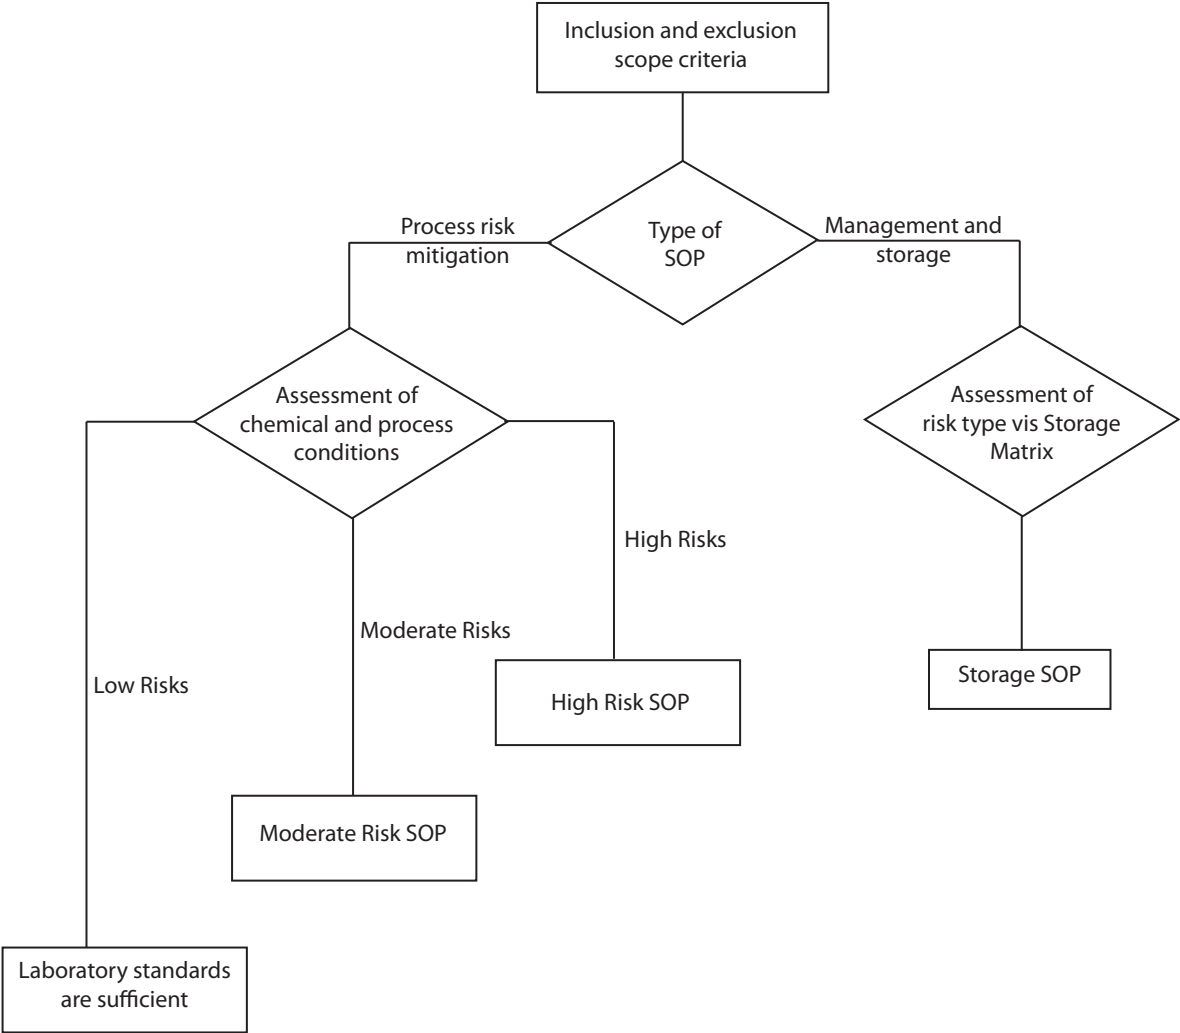 Inclusion and exclusion
scope criteria
Type of
SOP
Process risk
mitigation
Management and
storage
Assessment of
chemical and process
conditions
Assessment of
risk type vis Storage
Matrix
High Risks
Moderate Risks
Low Risks
Storage SOP
High Risk SOP
Moderate Risk SOP
Laboratory standards
are sufficient